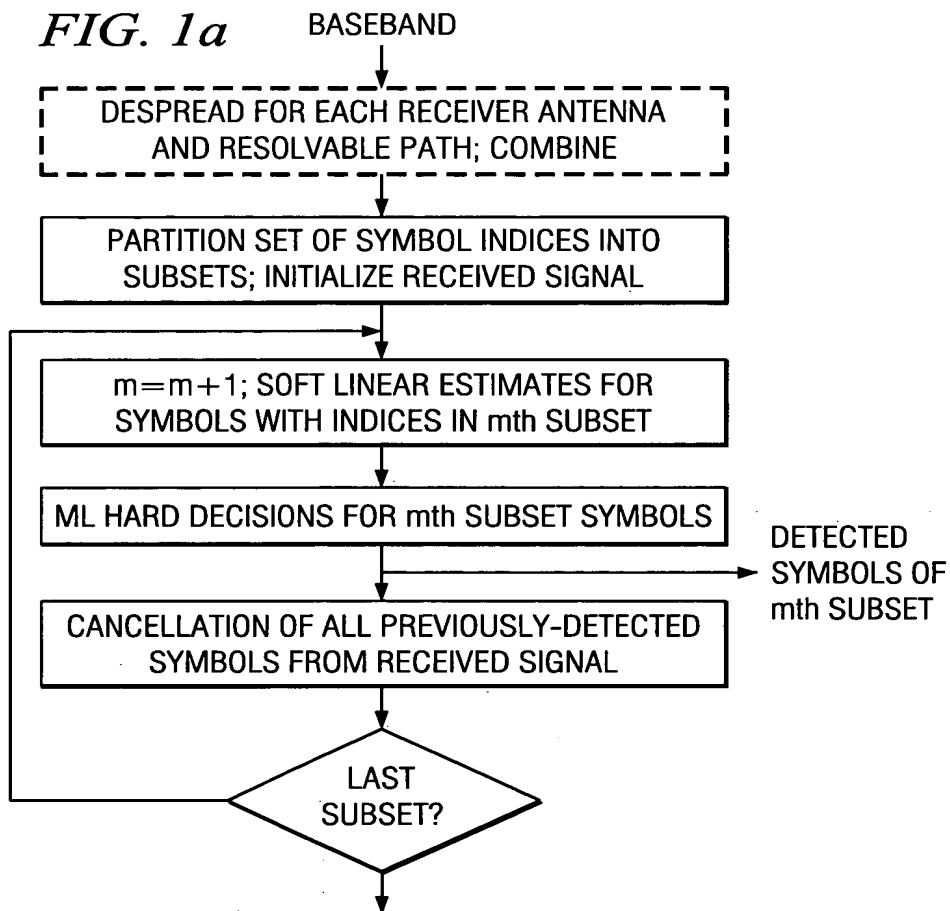 FIG. 1a
BASEBAND
DESPREAD FOR EACH RECEIVER ANTENNA
AND RESOLVABLE PATH; COMBINE
PARTITION SET OF SYMBOL INDICES INTO
SUBSETS; INITIALIZE RECEIVED SIGNAL
m=m+1; SOFT LINEAR ESTIMATES FOR
SYMBOLS WITH INDICES IN mth SUBSET
ML HARD DECISIONS FOR mth SUBSET SYMBOLS
DETECTED
SYMBOLS OF
mth SUBSET
CANCELLATION OF ALL PREVIOUSLY-DETECTED
SYMBOLS FROM RECEIVED SIGNAL
LAST
SUBSET?